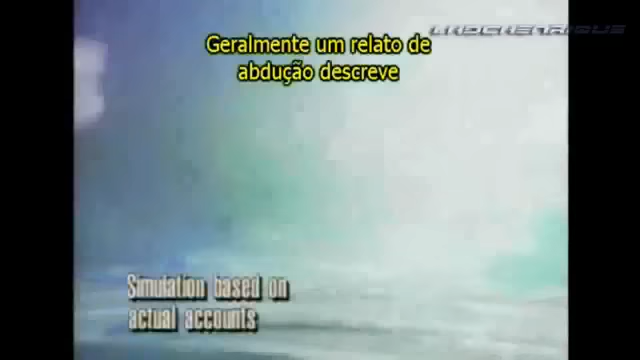 Geralmente um relato de
abdução descreve
Simulation based on
actual accounts